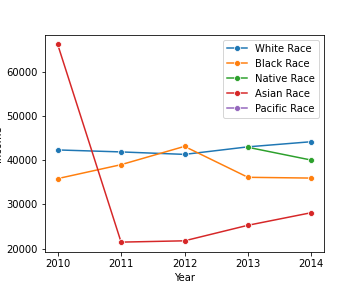 White Race
Black Race
Native Race
Asian Race
Pacific Race
60000
50000
40000
30000
20000
2010
2011
2012
2013
2014
Year